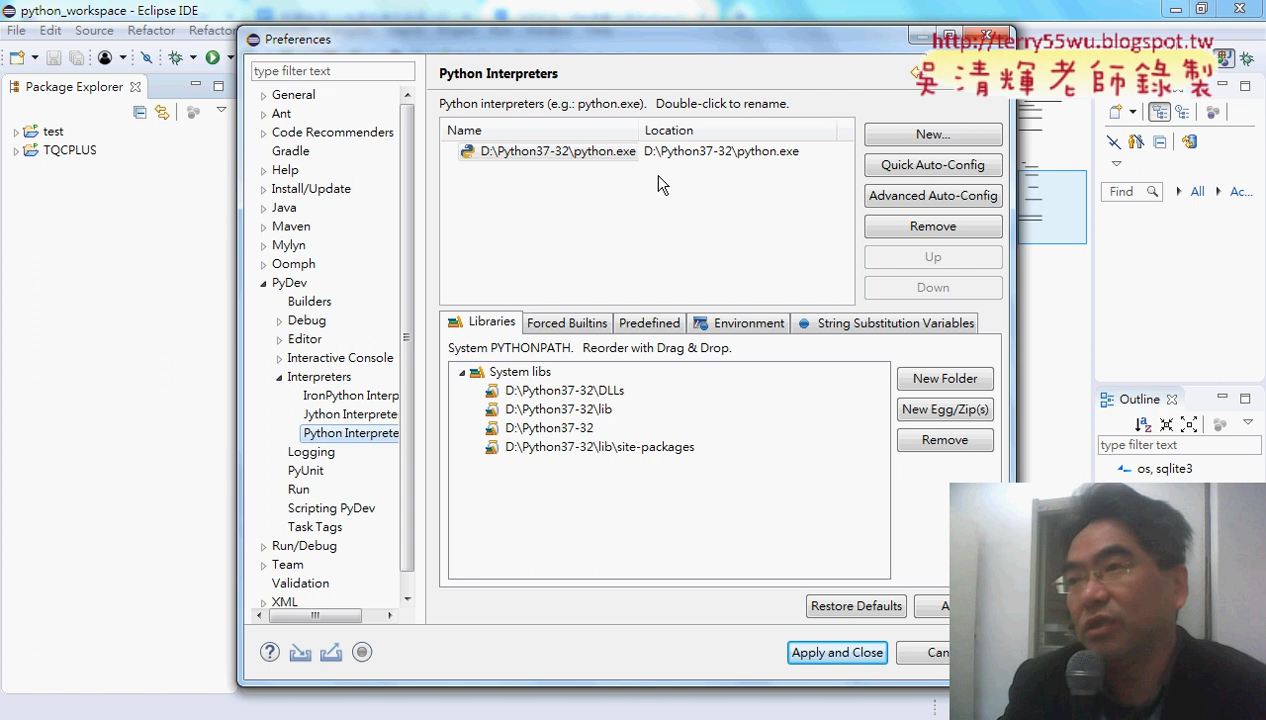 python_workspace - Eclipse IDE
File Edit Source Refactor Refactor
http://terry55wu.blogspot.tw
吳清輝老師錄製
Package Explorer
test
TQCPLUS
Preferences
type filter text
General
Ant
Code Recommenders
Gradle
Help
Install/Update
Java
Maven
Mylyn
Oomph
PyDev
Builders
Debug
Editor
Interactive Console
Interpreters
IronPython Interp
Jython Interprete
Python Interprete
Logging
PyUnit
Run
Scripting PyDev
Task Tags
Run/Debug
Team
Validation
XML
Python Interpreters
Python interpreters (e.g.: python.exe). Double-click to rename.
Name Location
D:\Python37-32\python.exe D:\Python37-32\python.exe
New...
Quick Auto-Config
Advanced Auto-Config
Remove
Up
Down
Libraries Forced Builtins Predefined Environment String Substitution Variables
System PYTHONPATH. Reorder with Drag & Drop.
System libs
D:\Python37-32\DLLs
D:\Python37-32\lib
D:\Python37-32
D:\Python37-32\lib\site-packages
New Folder
New Egg/Zip(s)
Remove
Restore Defaults A
Apply and Close Can
Find All Ac...
Outline
type filter text
os, sqlite3